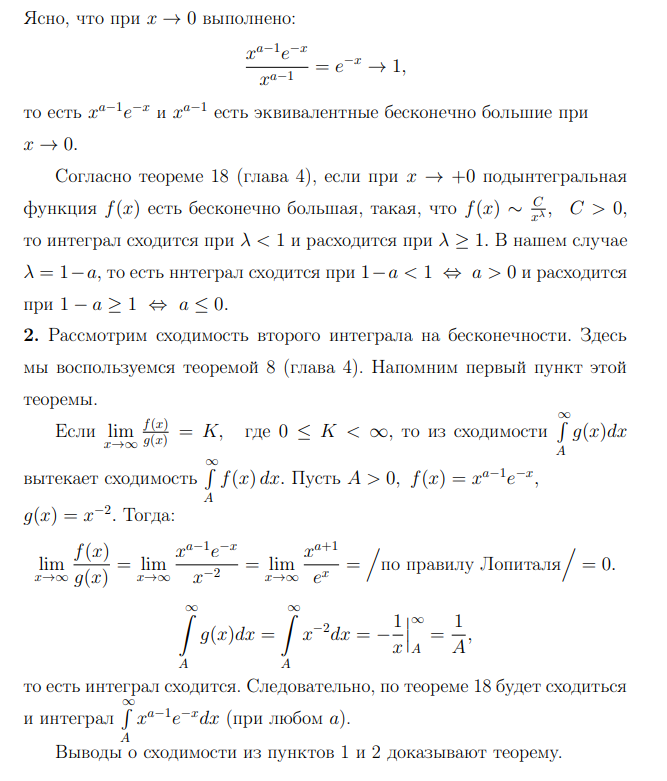 Ясно, что при $x \to 0$ выполнено:
$$\frac{x^{a-1}e^{-x}}{x^{a-1}} = e^{-x} \to 1,$$
то есть $x^{a-1}e^{-x}$ и $x^{a-1}$ есть эквивалентные бесконечно большие при
$x \to 0$.
Согласно теореме 18 (глава 4), если при $x \to +0$ подынтегральная
функция $f(x)$ есть бесконечно большая, такая, что $f(x) \sim \frac{C}{x^{\lambda}}, \quad C > 0,$
то интеграл сходится при $\lambda < 1$ и расходится при $\lambda \geq 1$. В нашем случае
$\lambda = 1-a$, то есть ннтеграл сходится при $1-a < 1 \Leftrightarrow a > 0$ и расходится
при $1 - a \geq 1 \Leftrightarrow a \leq 0$.
2. Рассмотрим сходимость второго интеграла на бесконечности. Здесь
мы воспользуемся теоремой 8 (глава 4). Напомним первый пункт этой
теоремы.
Если $\lim\limits_{x\to\infty} \frac{f(x)}{g(x)} = K, \quad$ где $0 \leq K < \infty$, то из сходимости $\int\limits_A^{\infty} g(x)dx$
вытекает сходимость $\int\limits_A^{\infty} f(x)\,dx$. Пусть $A > 0,\ f(x) = x^{a-1}e^{-x}$,
$g(x) = x^{-2}$. Тогда:
$$\lim_{x\to\infty} \frac{f(x)}{g(x)} = \lim_{x\to\infty} \frac{x^{a-1}e^{-x}}{x^{-2}} = \lim_{x\to\infty} \frac{x^{a+1}}{e^x} = \Big/\text{по правилу Лопиталя}\Big/ = 0.$$
$$\int\limits_A^{\infty} g(x)dx = \int\limits_A^{\infty} x^{-2}dx = -\frac{1}{x}\Big|_A^{\infty} = \frac{1}{A},$$
то есть интеграл сходится. Следовательно, по теореме 18 будет сходиться
и интеграл $\int\limits_A^{\infty} x^{a-1}e^{-x}dx$ (при любом $a$).
Выводы о сходимости из пунктов 1 и 2 доказывают теорему.